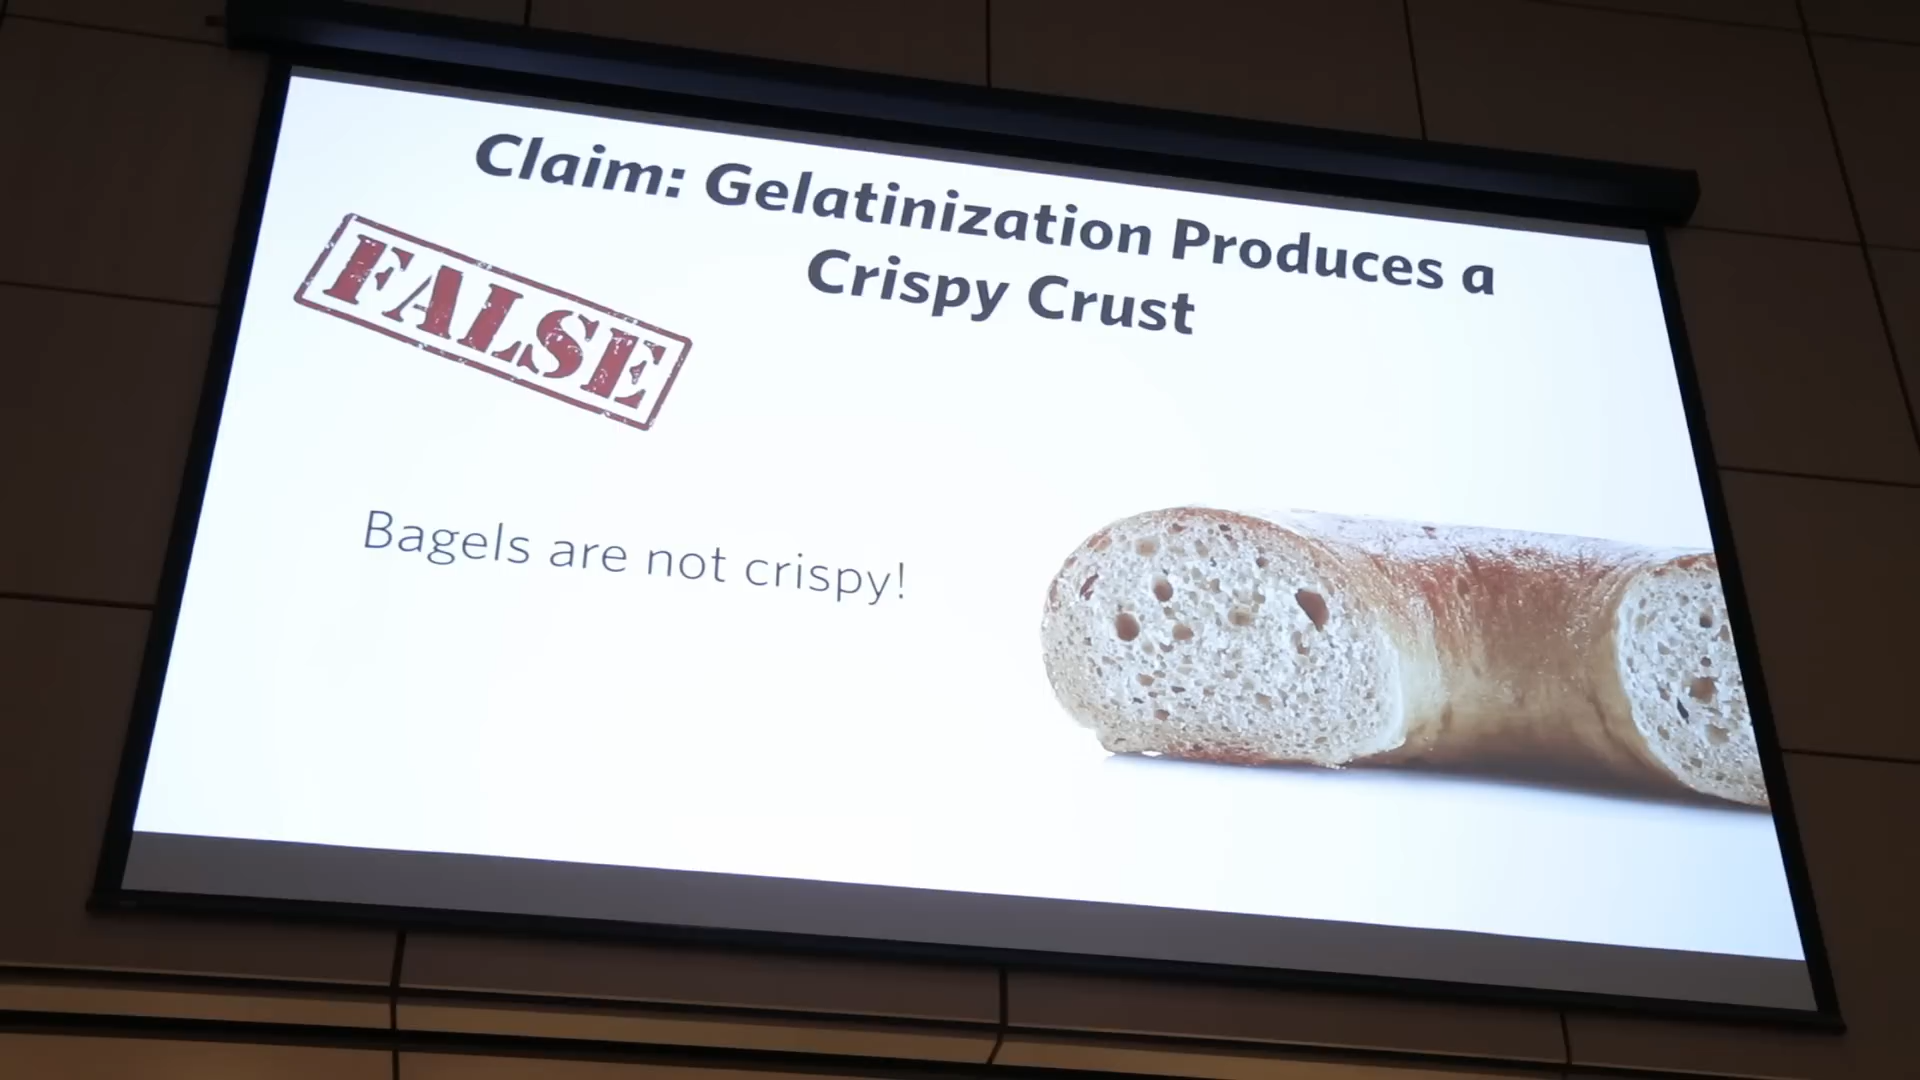 Claim: Gelatinization Produces a
Crispy Crust
FALSE
Bagels are not crispy!